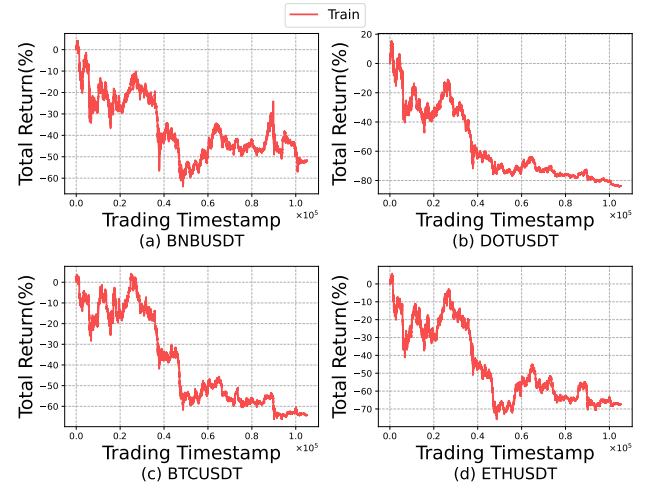 Train
Total Return(%)
0
−10
−20
−30
−40
−50
−60
0.0 0.2 0.4 0.6 0.8 1.0
×10⁵
Trading Timestamp
(a) BNBUSDT
Total Return(%)
20
0
−20
−40
−60
−80
0.0 0.2 0.4 0.6 0.8 1.0
×10⁵
Trading Timestamp
(b) DOTUSDT
Total Return(%)
0
−10
−20
−30
−40
−50
−60
0.0 0.2 0.4 0.6 0.8 1.0
×10⁵
Trading Timestamp
(c) BTCUSDT
Total Return(%)
0
−10
−20
−30
−40
−50
−60
−70
0.0 0.2 0.4 0.6 0.8 1.0
×10⁵
Trading Timestamp
(d) ETHUSDT